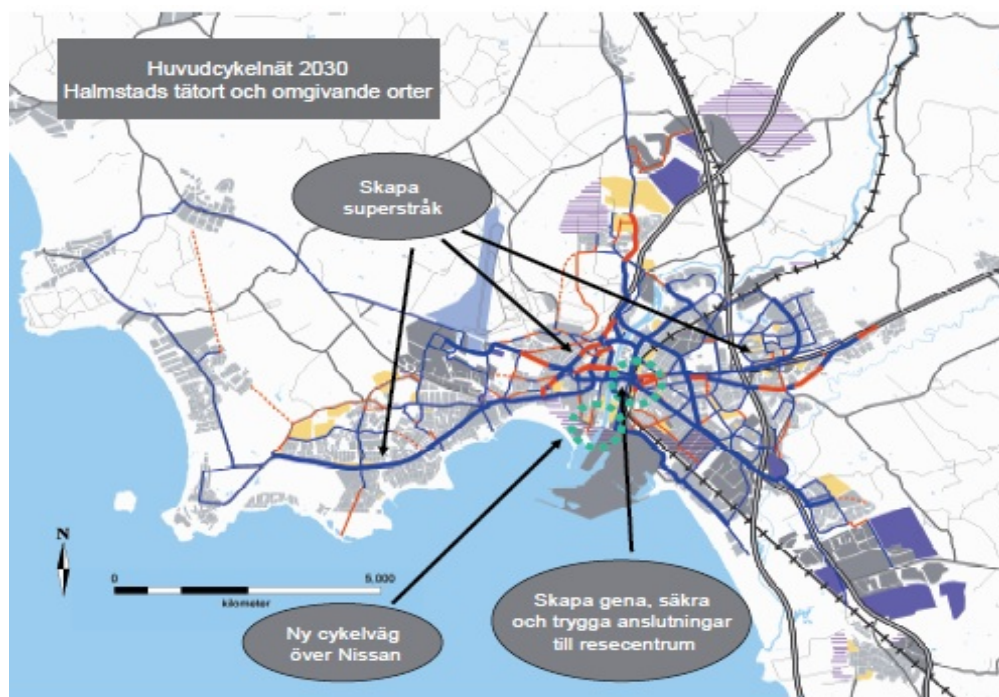 Huvudcykelnät 2030
Halmstads tätort och omgivande orter
Skapa
superstråk
N
0
5,000
kilometer
Ny cykelväg
över Nissan
Skapa gena, säkra
och trygga anslutningar
till resecentrum